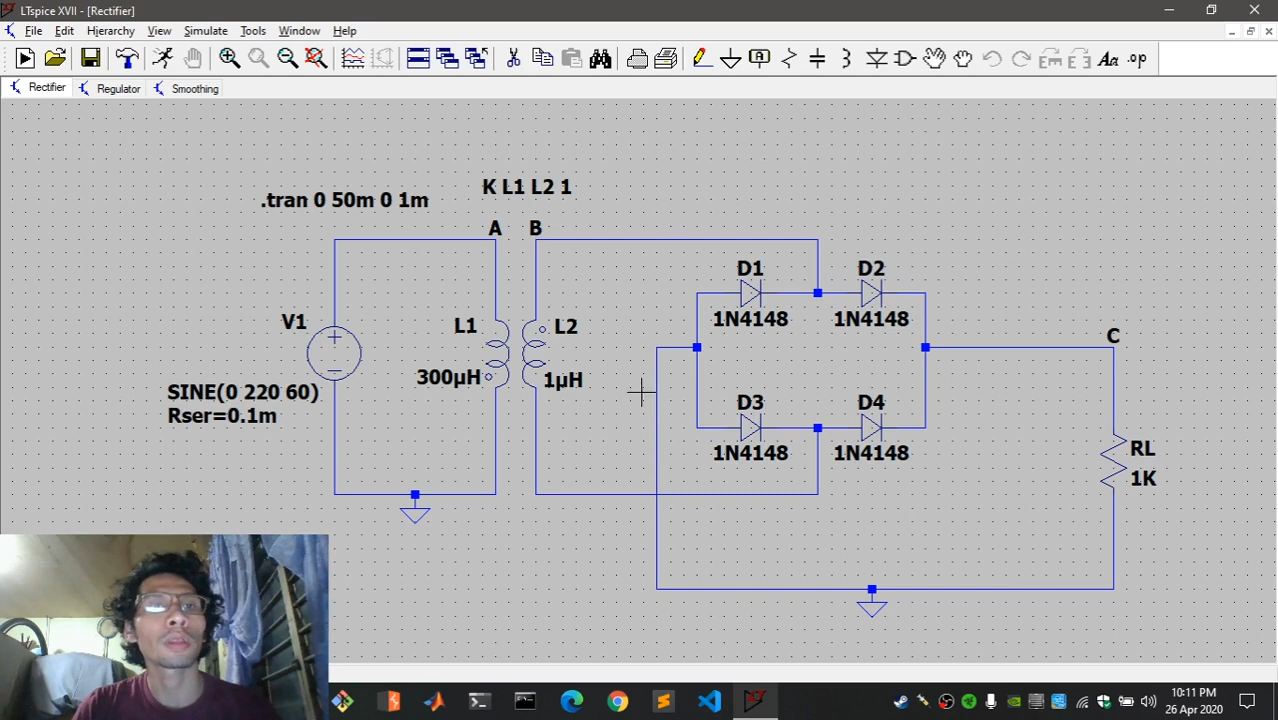 LTspice XVII - [Rectifier]
File Edit Hierarchy View Simulate Tools Window Help
A Aa .op
Rectifier Regulator Smoothing
K L1 L2 1
.tran 0 50m 0 1m
A B
D1 D2
V1 L1 L2 1N4148 1N4148
C
300µH 1µH
SINE(0 220 60)
Rser=0.1m
D3 D4
1N4148 1N4148
RL
1K
10:11 PM
26 Apr 2020